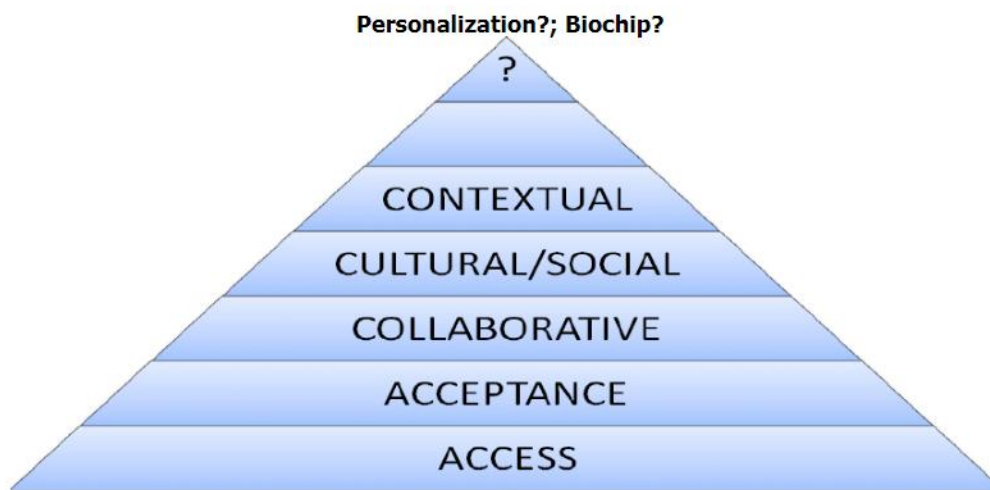 Personalization?; Biochip?
?
CONTEXTUAL
CULTURAL/SOCIAL
COLLABORATIVE
ACCEPTANCE
ACCESS